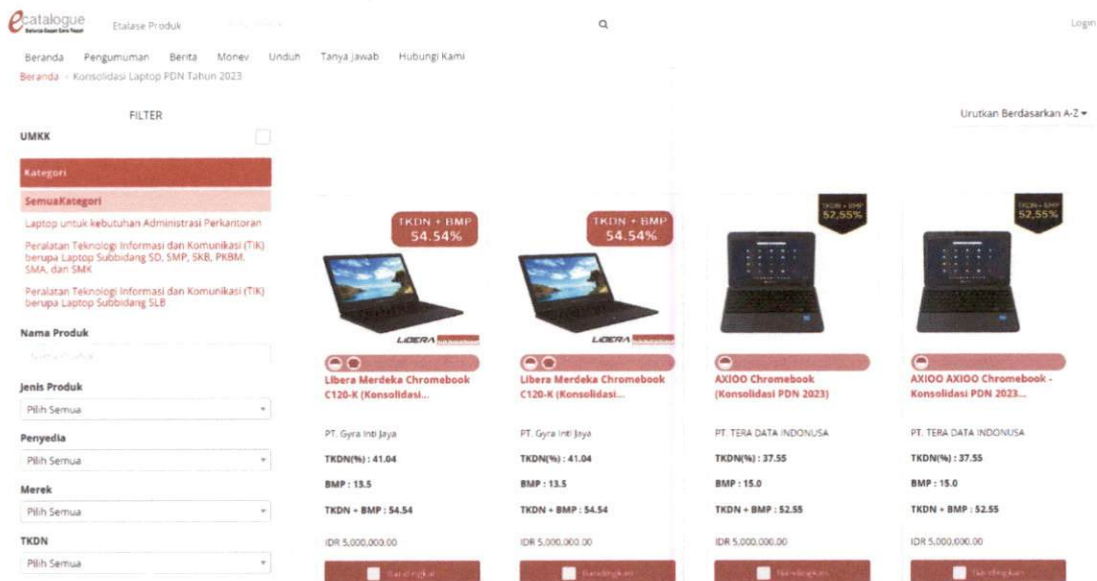 ecatalogue
Etalase Produk
Login
Beranda Pengumuman Berita Monev Unduh Tanya Jawab Hubungi Kami
Beranda Konsolidasi Laptop PDN Tahun 2023
FILTER
Urutkan Berdasarkan A-Z
UMKK
Kategori
SemuaKategori
Laptop untuk kebutuhan Administrasi Perkantoran
Peralatan Teknologi Informasi dan Komunikasi (TIK)
berupa Laptop Subbidang SD, SMP, SKB, PKBM,
SMA, dan SMK
Peralatan Teknologi Informasi dan Komunikasi (TIK)
berupa Laptop Subbidang SLB
Nama Produk
Jenis Produk
Pilih Semua
Penyedia
Pilih Semua
Merek
Pilih Semua
TKDN
Pilih Semua
TKDN + BMP
54.54%
LIBERA
Libera Merdeka Chromebook
C120-K (Konsolidasi...
PT. Gyra Inti Jaya
TKDN(%) : 41.04
BMP : 13.5
TKDN + BMP : 54.54
IDR 5,000,000.00
Bandingkan
TKDN + BMP
54.54%
LIBERA
Libera Merdeka Chromebook
C120-K (Konsolidasi...
PT. Gyra Inti Jaya
TKDN(%) : 41.04
BMP : 13.5
TKDN + BMP : 54.54
IDR 5,000,000.00
Bandingkan
TKDN + BMP
52,55%
AXIOO Chromebook
(Konsolidasi PDN 2023)
PT. TERA DATA INDONUSA
TKDN(%) : 37.55
BMP : 15.0
TKDN + BMP : 52.55
IDR 5,000,000.00
Bandingkan
TKDN + BMP
52,55%
AXIOO AXIOO Chromebook -
Konsolidasi PDN 2023...
PT. TERA DATA INDONUSA
TKDN(%) : 37.55
BMP : 15.0
TKDN + BMP : 52.55
IDR 5,000,000.00
Bandingkan